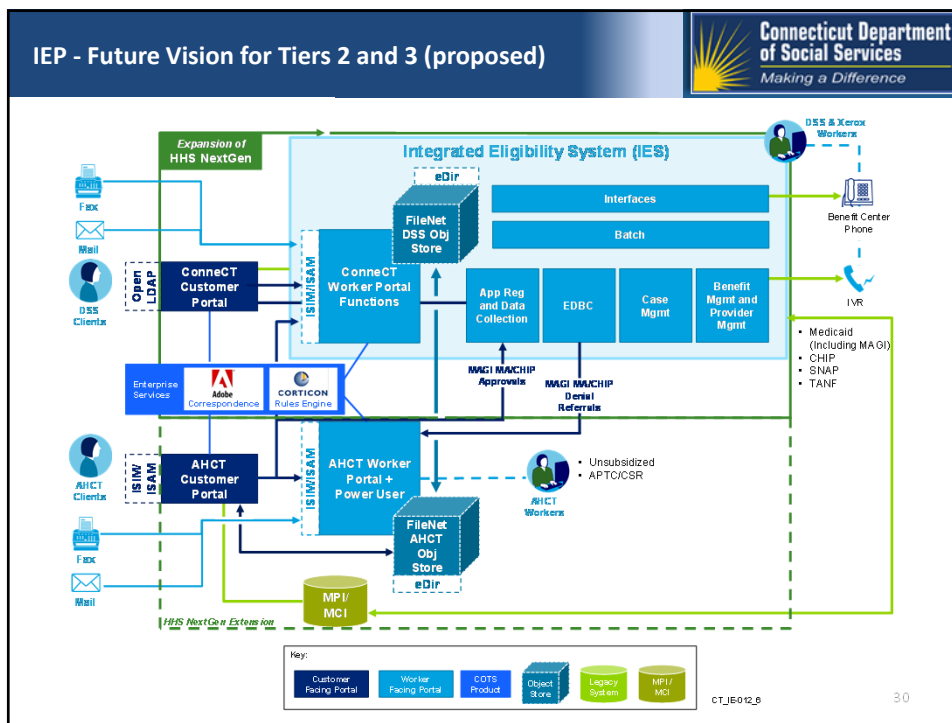 IEP - Future Vision for Tiers 2 and 3 (proposed)
Connecticut Department
of Social Services
Making a Difference
Expansion of
HHS NextGen
Integrated Eligibility System (IES)
DSS & Xerox
Workers
Fax
Mail
eDir
FileNet
DSS Obj
Store
Interfaces
Batch
Benefit Center
Phone
DSS
Clients
Open
LDAP
ConneCT
Customer
Portal
ISIM/ISAM
ConneCT
Worker Portal
Functions
App Reg
and Data
Collection
EDBC
Case
Mgmt
Benefit
Mgmt and
Provider
Mgmt
IVR
• Medicaid
(Including MAGI)
• CHIP
• SNAP
• TANF
MAGI MA/CHIP
Approvals
MAGI MA/CHIP
Denial
Referrals
Enterprise
Services
Adobe
Correspondence
CORTICON
Rules Engine
AHCT
Clients
ISIM/
ISAM
AHCT
Customer
Portal
ISIM/ISAM
AHCT Worker
Portal +
Power User
• Unsubsidized
• APTC/CSR
AHCT
Workers
FileNet
AHCT
Obj
Store
eDir
Fax
Mail
MPI/
MCI
HHS NextGen Extension
Key:
Customer
Facing Portal
Worker
Facing Portal
COTS
Product
Object
Store
Legacy
System
MPI /
MCI
CT_IE-012_6
30